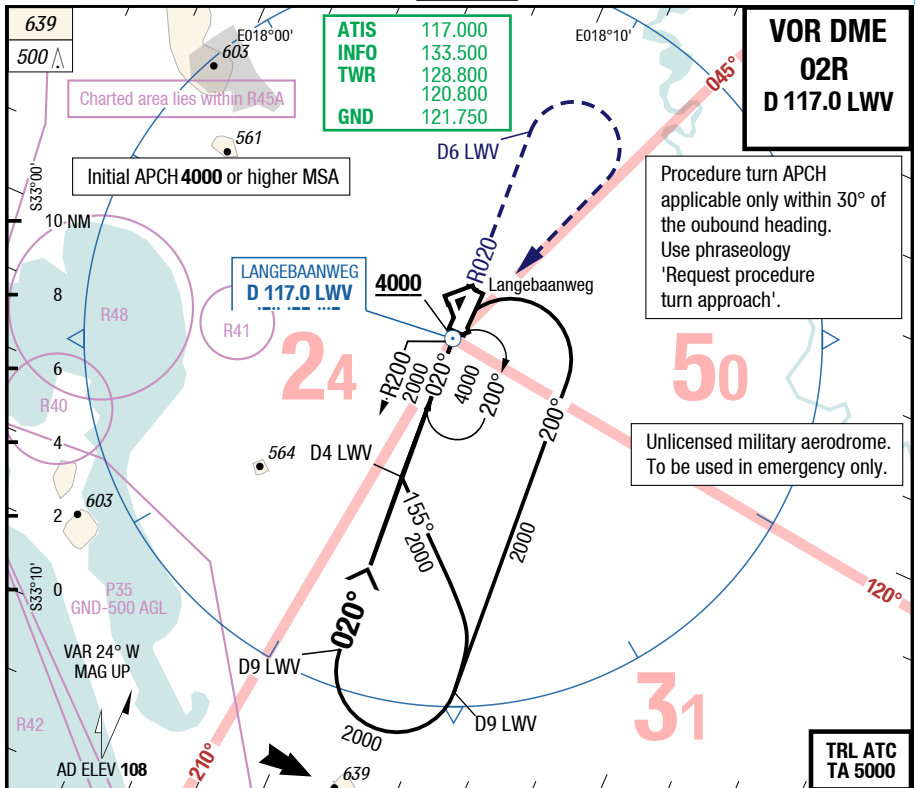 639
500
603
E018°00'
ATIS 117.000
INFO 133.500
TWR 128.800
120.800
GND 121.750
E018°10'
045°
VOR DME
02R
D 117.0 LWV
Charted area lies within R45A
561
D6 LWV
Initial APCH 4000 or higher MSA
S33°00'
Procedure turn APCH
applicable only within 30° of
the oubound heading.
Use phraseology
'Request procedure
turn approach'.
10 NM
R020
LANGEBAANWEG
D 117.0 LWV
4000
Langebaanweg
8
R48
R41
24
50
6
R200
2000
020°
4000
200°
R40
200°
4
564
D4 LWV
Unlicensed military aerodrome.
To be used in emergency only.
603
2
155°
2000
2000
S33°10'
0
P35
GND-500 AGL
120°
020°
VAR 24° W
MAG UP
D9 LWV
D9 LWV
31
R42
2000
AD ELEV 108
210°
639
TRL ATC
TA 5000